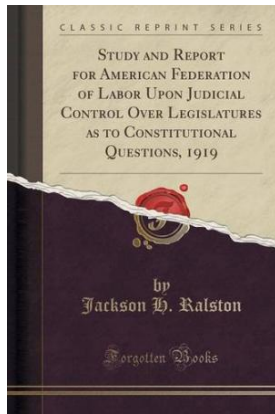 CLASSIC REPRINT SERIES
STUDY AND REPORT
FOR AMERICAN FEDERATION
OF LABOR UPON JUDICIAL
CONTROL OVER LEGISLATURES
AS TO CONSTITUTIONAL
QUESTIONS, 1919
by
Jackson H. Ralston
Forgotten Books